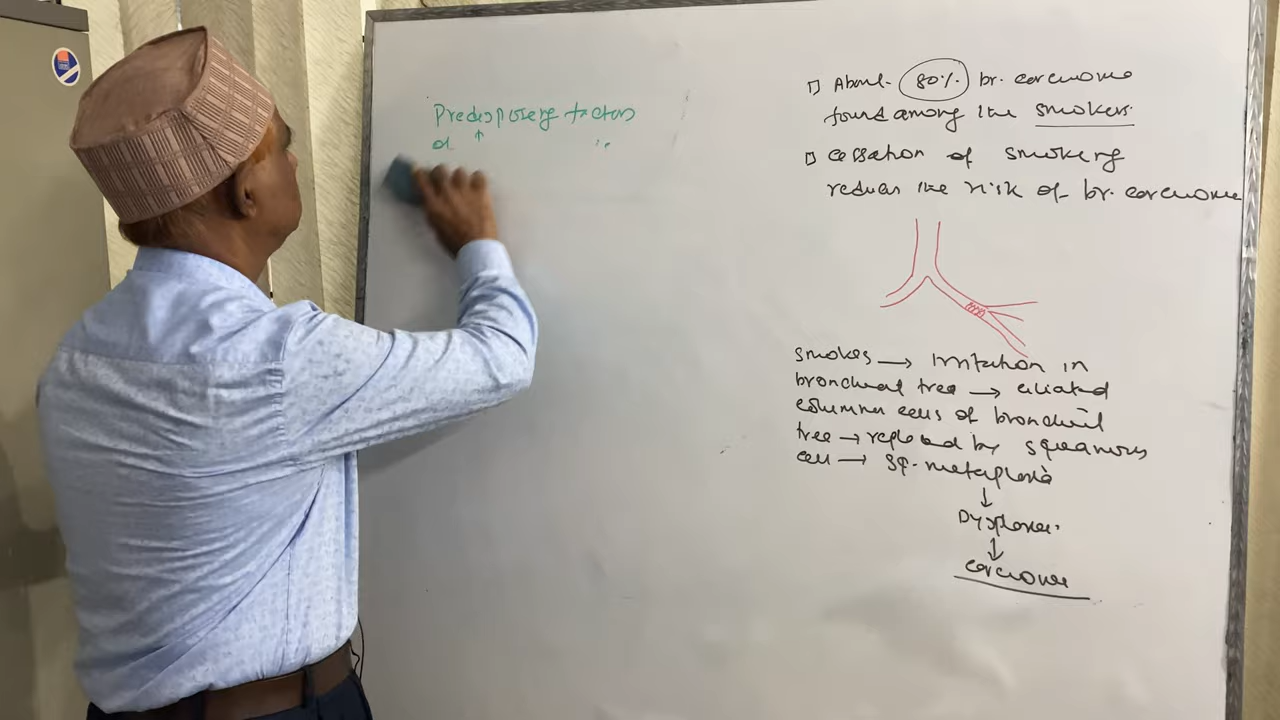 Predisposing factors
of
□ About 80% br. carcinoma
found among the smokers.
□ cessation of smoking
reduces the risk of br. carcinoma
smokes → irritation in
bronchial tree → ciliated
columnar cells of bronchial
tree → replaced by squamous
cell → sq. metaplasia
↓
Dysplasia.
↓
carcinoma